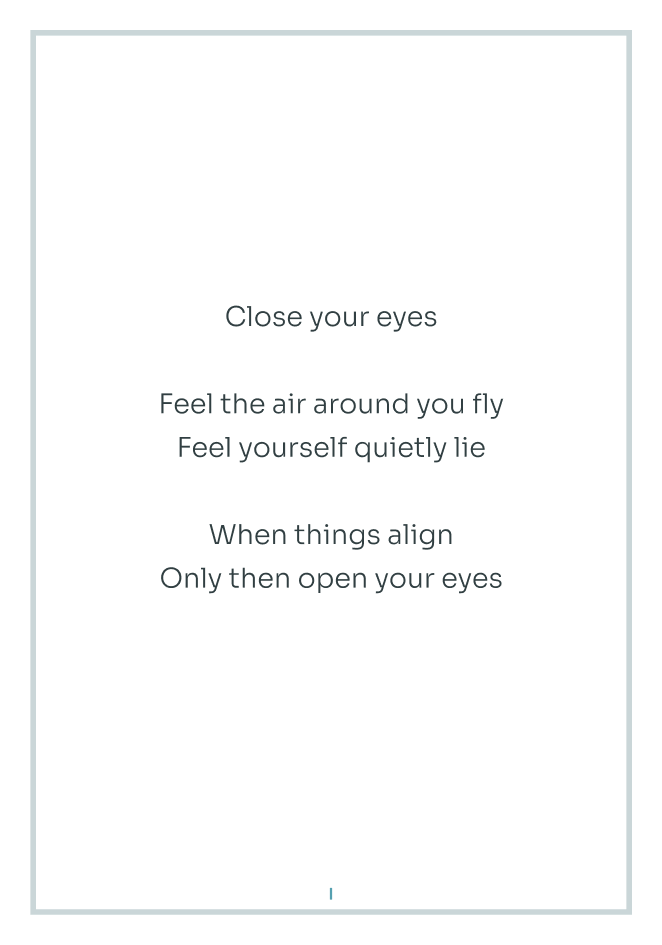 Close your eyes
Feel the air around you fly
Feel yourself quietly lie
When things align
Only then open your eyes
I